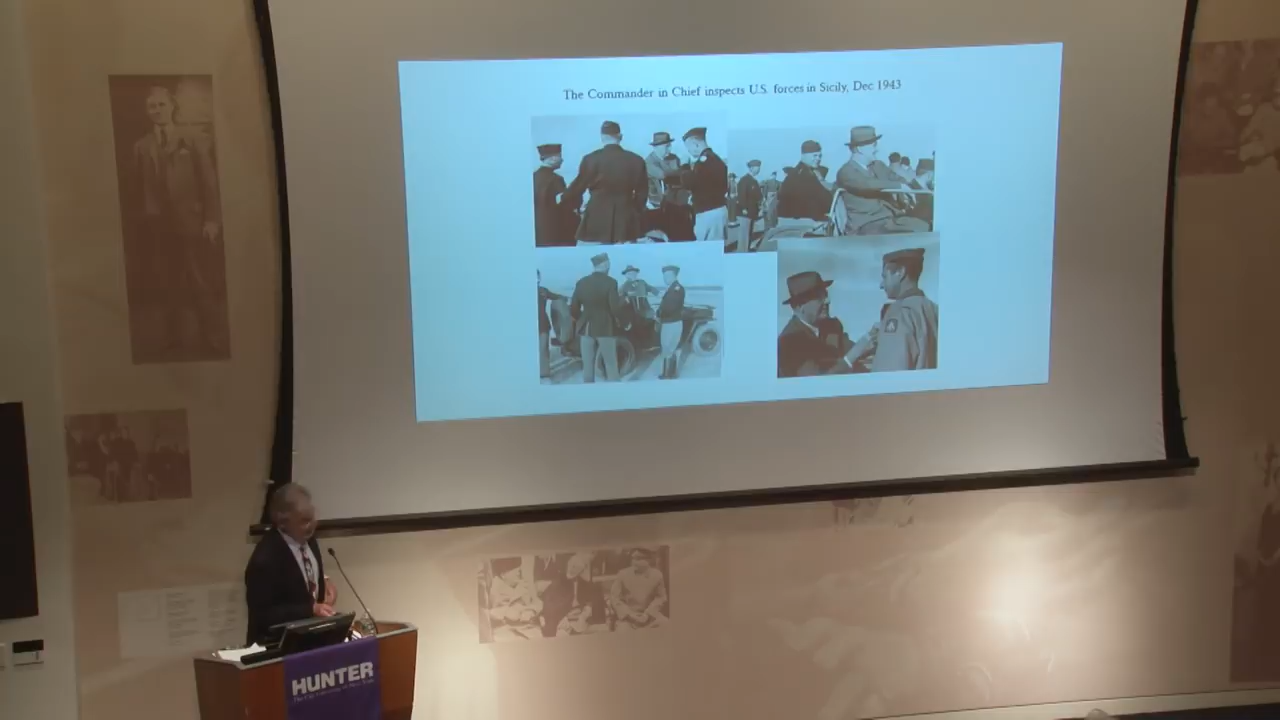 The Commander in Chief inspects U.S. forces in Sicily, Dec 1943
HUNTER